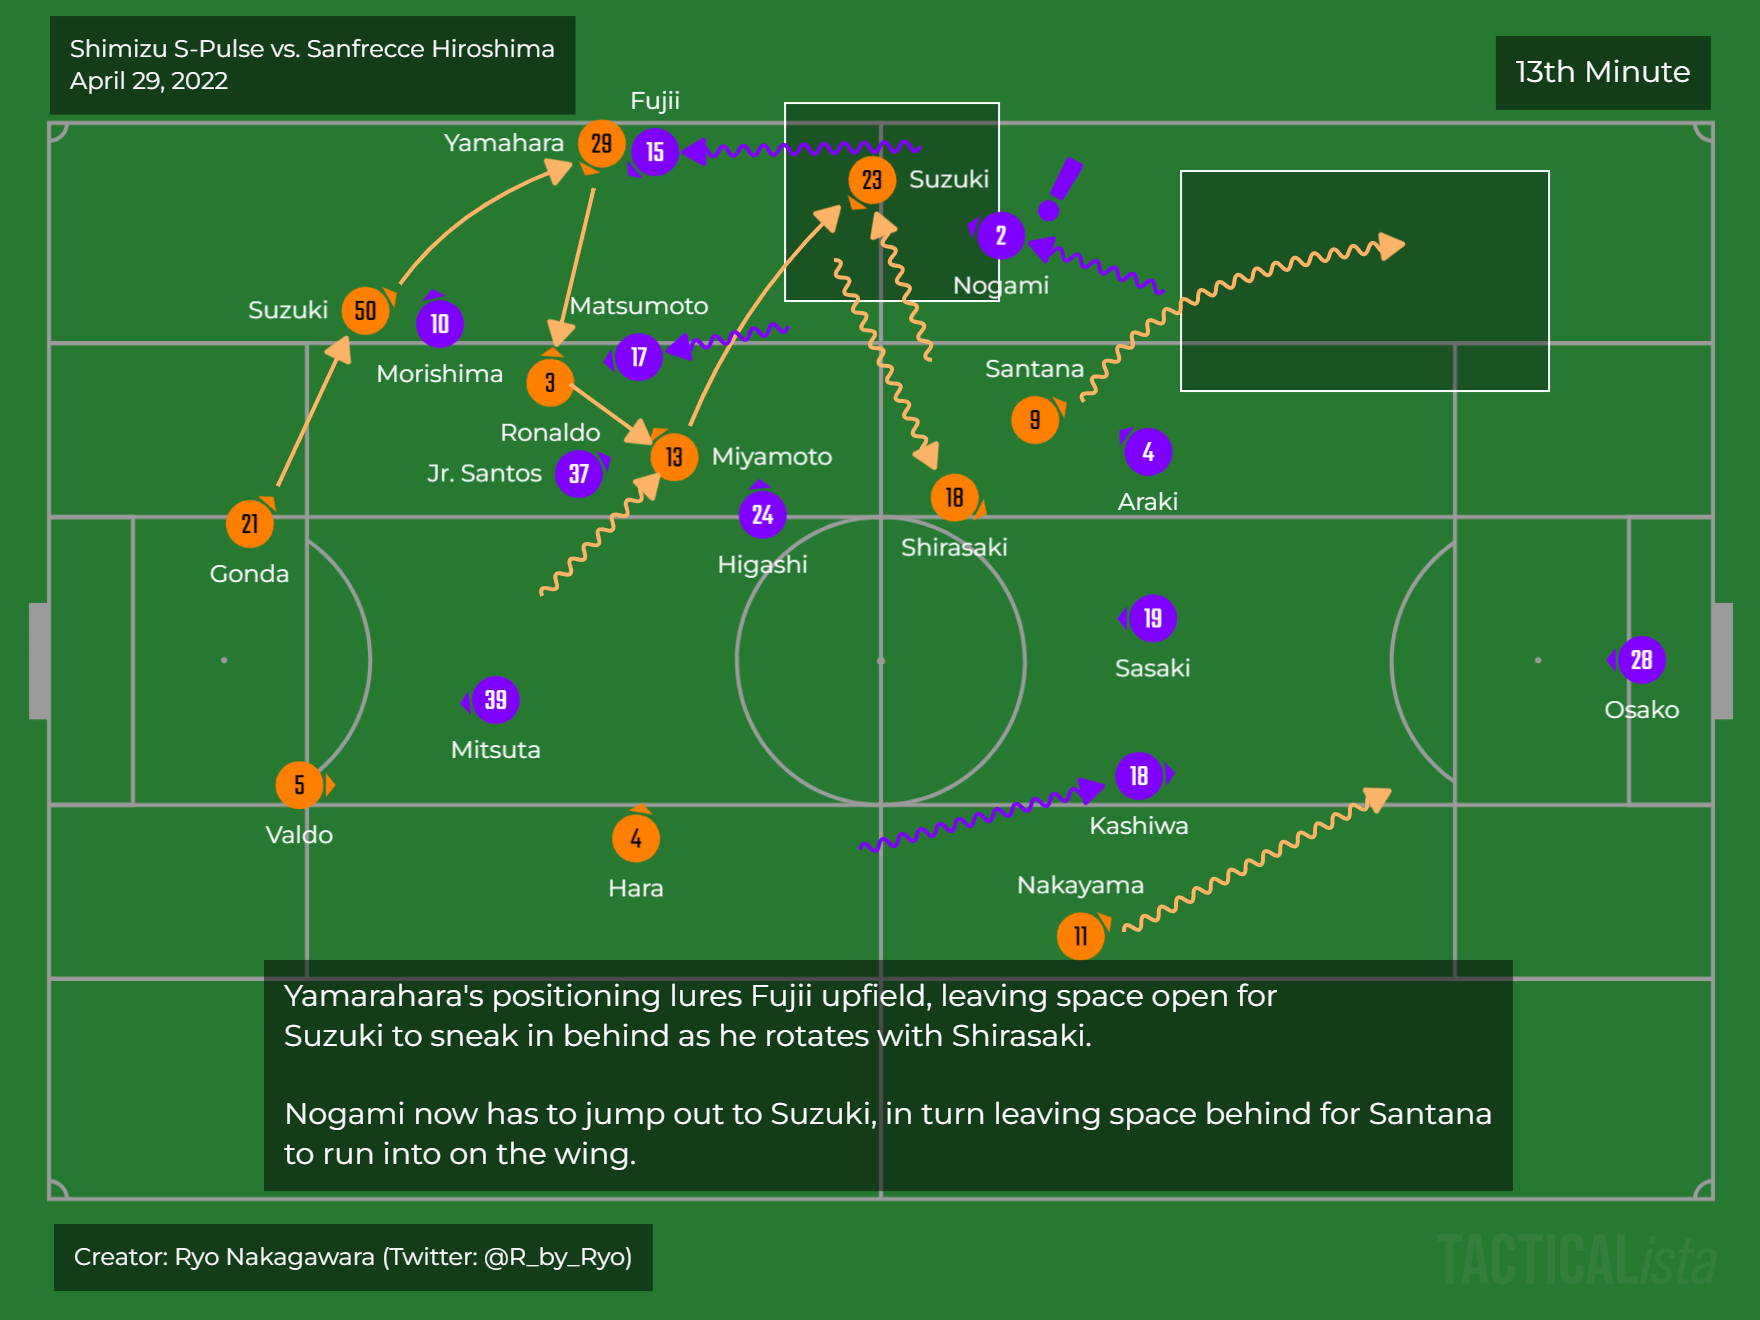 Shimizu S-Pulse vs. Sanfrecce Hiroshima
April 29, 2022
13th Minute
Fujii
Yamahara
29
15
23
Suzuki
2
Nogami
Suzuki
50
10
Morishima
Matsumoto
17
3
Ronaldo
Santana
9
4
Araki
Jr. Santos
37
13
Miyamoto
24
Higashi
18
Shirasaki
21
Gonda
19
Sasaki
28
Osako
39
Mitsuta
5
Valdo
4
Hara
18
Kashiwa
Nakayama
11
Yamarahara's positioning lures Fujii upfield, leaving space open for
Suzuki to sneak in behind as he rotates with Shirasaki.
Nogami now has to jump out to Suzuki, in turn leaving space behind for Santana
to run into on the wing.
Creator: Ryo Nakagawara (Twitter: @R_by_Ryo)
TACTICALista